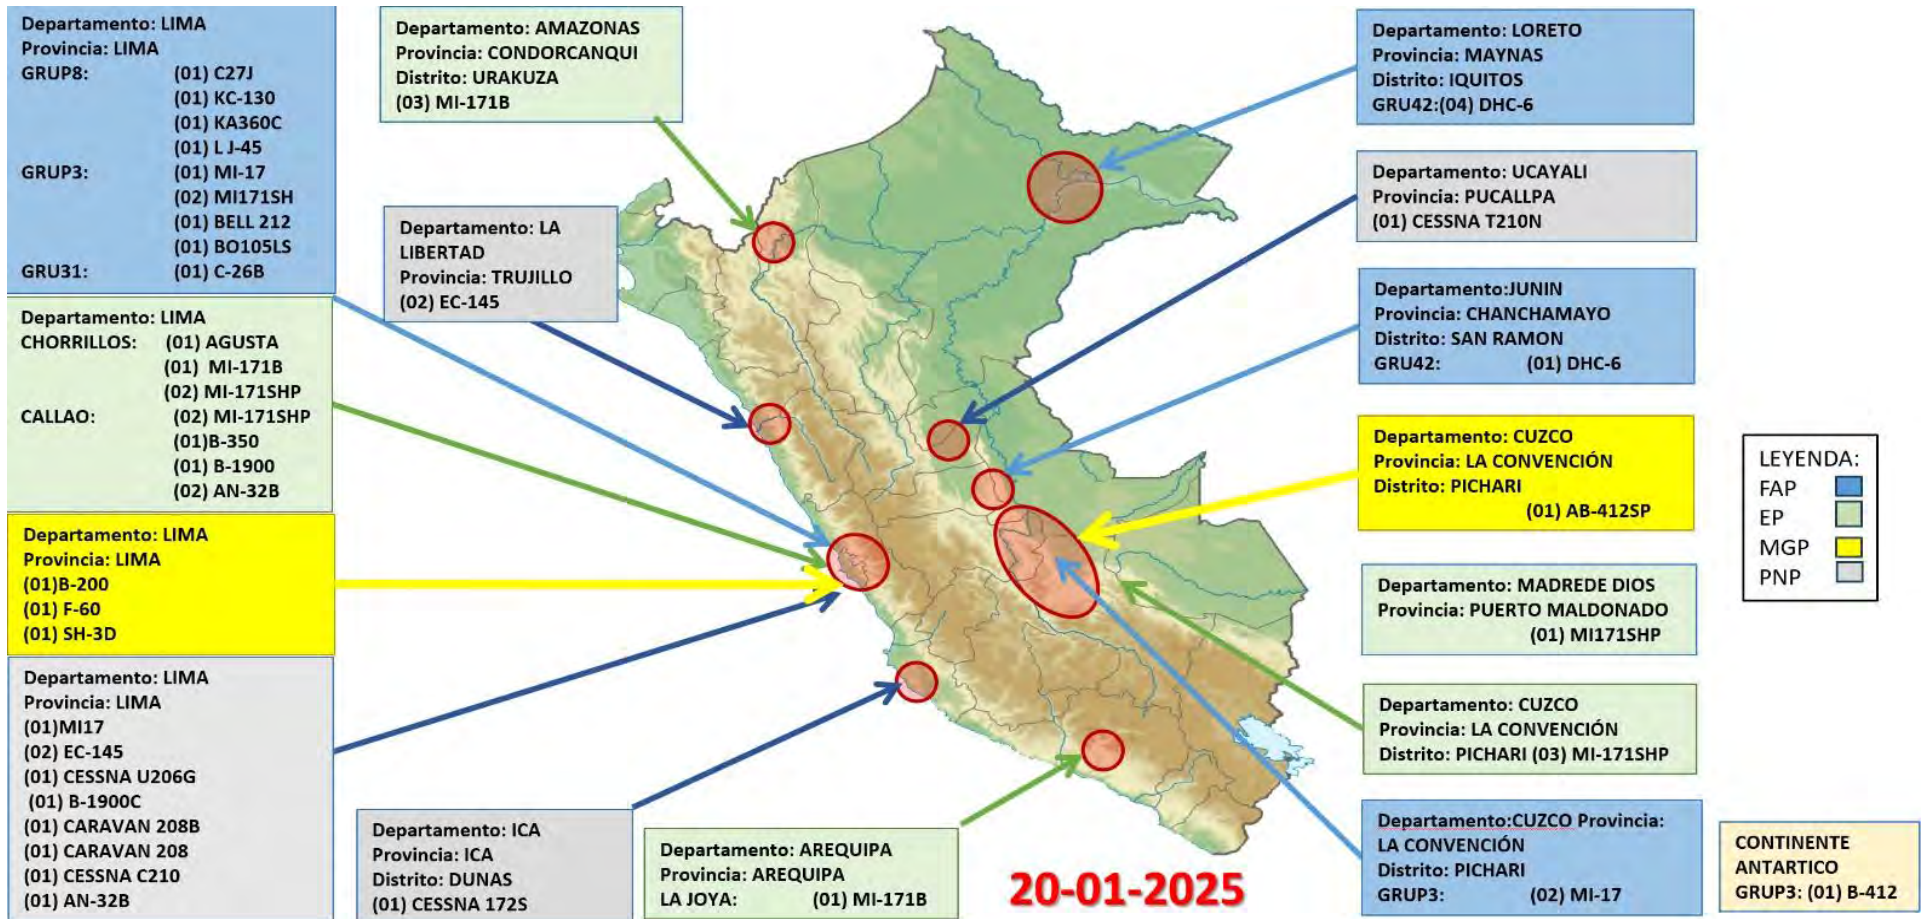 Departamento: LIMA
Provincia: LIMA
GRUP8: (01) C27J
(01) KC-130
(01) KA360C
(01) L J-45
GRUP3: (01) MI-17
(02) MI171SH
(01) BELL 212
(01) BO105LS
GRU31: (01) C-26B
Departamento: LIMA
CHORRILLOS: (01) AGUSTA
(01) MI-171B
(02) MI-171SHP
CALLAO: (02) MI-171SHP
(01)B-350
(01) B-1900
(02) AN-32B
Departamento: LIMA
Provincia: LIMA
(01)B-200
(01) F-60
(01) SH-3D
Departamento: LIMA
Provincia: LIMA
(01)MI17
(02) EC-145
(01) CESSNA U206G
(01) B-1900C
(01) CARAVAN 208B
(01) CARAVAN 208
(01) CESSNA C210
(01) AN-32B
Departamento: AMAZONAS
Provincia: CONDORCANQUI
Distrito: URAKUZA
(03) MI-171B
Departamento: LA
LIBERTAD
Provincia: TRUJILLO
(02) EC-145
Departamento: ICA
Provincia: ICA
Distrito: DUNAS
(01) CESSNA 172S
Departamento: AREQUIPA
Provincia: AREQUIPA
LA JOYA: (01) MI-171B
20-01-2025
Departamento: LORETO
Provincia: MAYNAS
Distrito: IQUITOS
GRU42:(04) DHC-6
Departamento: UCAYALI
Provincia: PUCALLPA
(01) CESSNA T210N
Departamento:JUNIN
Provincia: CHANCHAMAYO
Distrito: SAN RAMON
GRU42: (01) DHC-6
Departamento: CUZCO
Provincia: LA CONVENCIÓN
Distrito: PICHARI
(01) AB-412SP
Departamento: MADREDE DIOS
Provincia: PUERTO MALDONADO
(01) MI171SHP
Departamento: CUZCO
Provincia: LA CONVENCIÓN
Distrito: PICHARI (03) MI-171SHP
Departamento:CUZCO Provincia:
LA CONVENCIÓN
Distrito: PICHARI
GRUP3: (02) MI-17
LEYENDA:
FAP
EP
MGP
PNP
CONTINENTE
ANTARTICO
GRUP3: (01) B-412